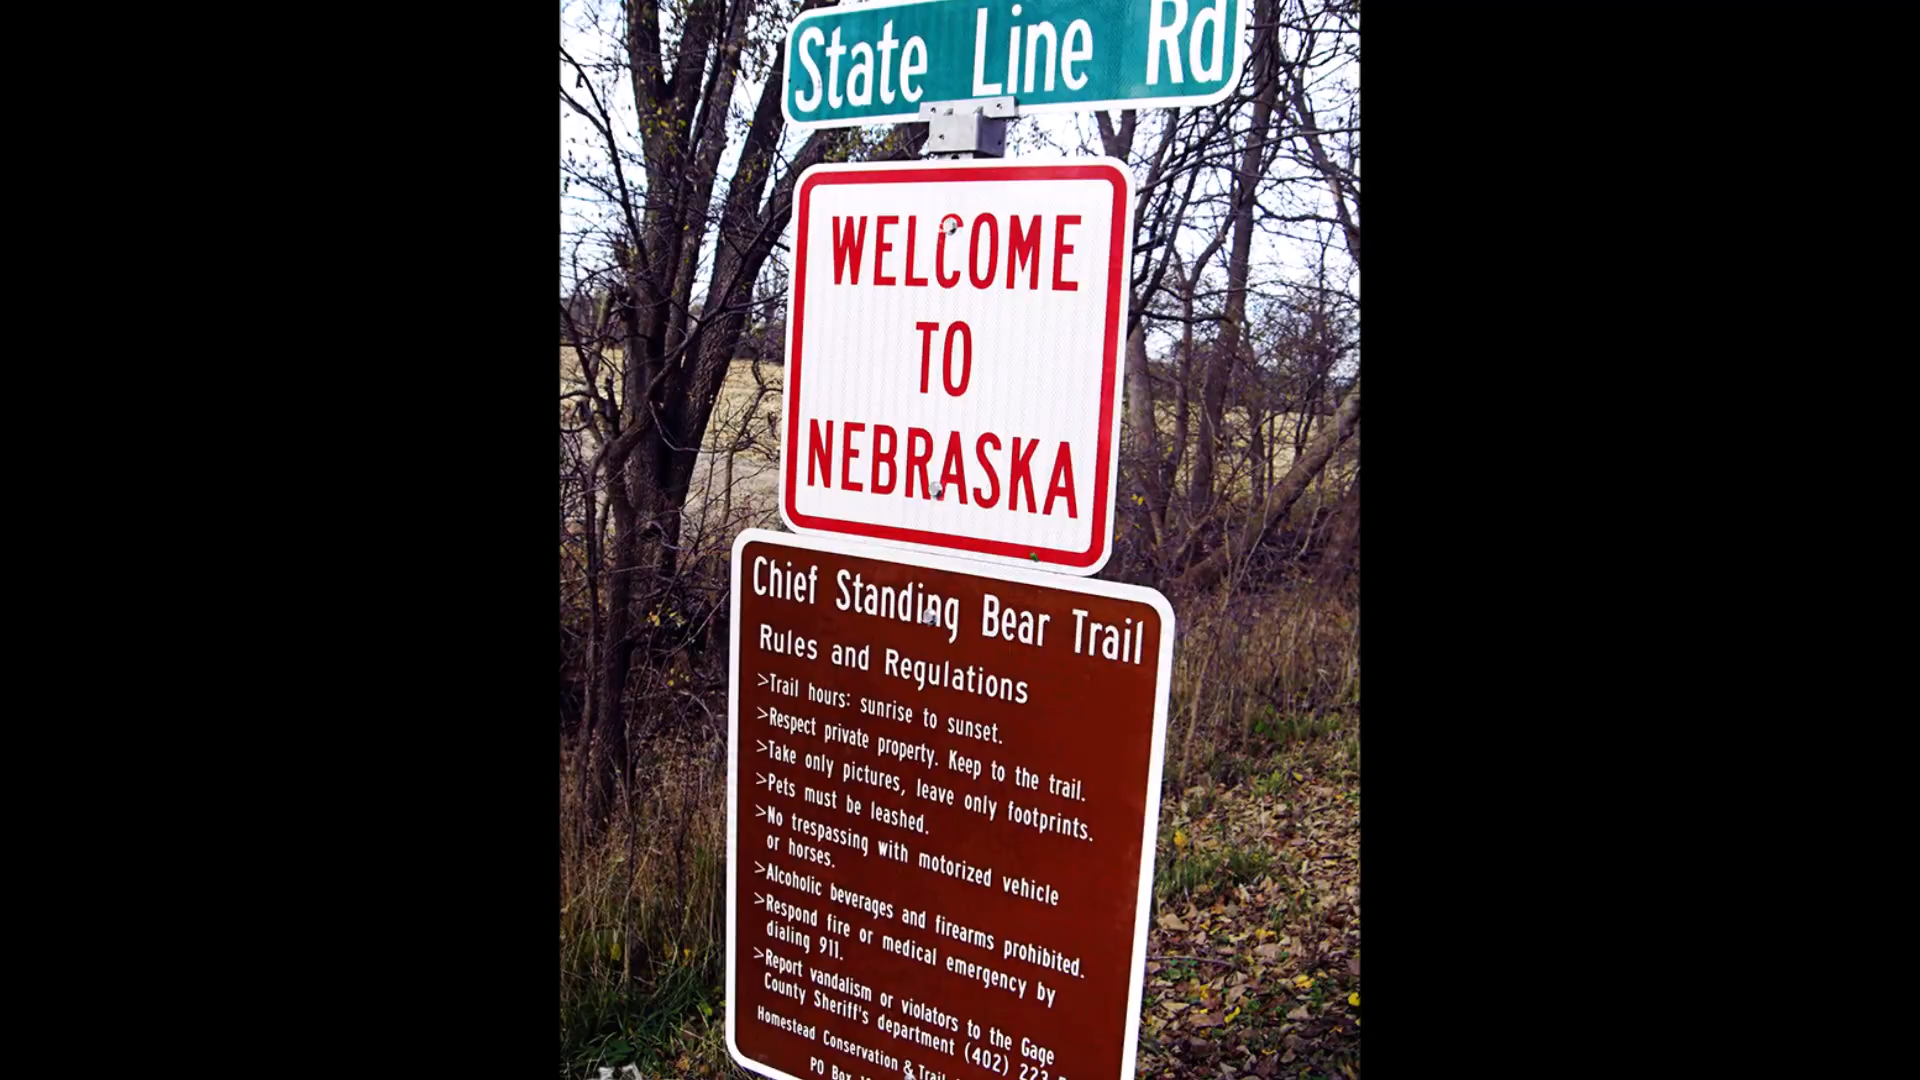 State Line Rd
WELCOME
TO
NEBRASKA
Chief Standing Bear Trail
Rules and Regulations
>Trail hours: sunrise to sunset.
>Respect private property. Keep to the trail.
>Take only pictures, leave only footprints.
>Pets must be leashed.
>No trespassing with motorized vehicle
or horses.
>Alcoholic beverages and firearms prohibited.
>Respond fire or medical emergency by
dialing 911.
>Report vandalism or violators to the Gage
County Sheriff's department (402) 223
Homestead Conservation & Trail
PO Box